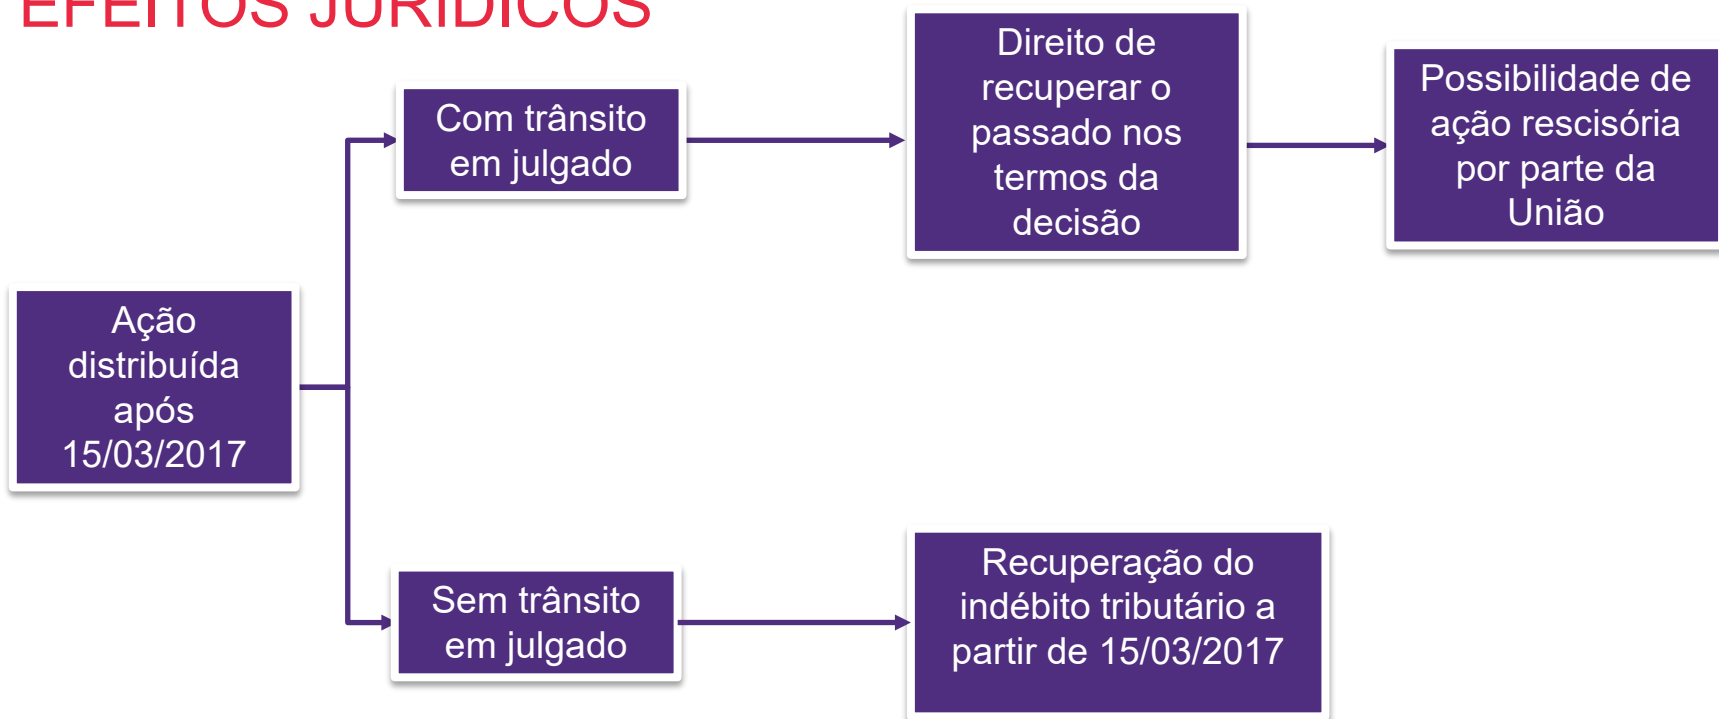 EFEITOS JURÍDICOS
Direito de
recuperar o
passado nos
termos da
decisão
Possibilidade de
ação rescisória
por parte da
União
Com trânsito
em julgado
Ação
distribuída
após
15/03/2017
Sem trânsito
em julgado
Recuperação do
indébito tributário a
partir de 15/03/2017